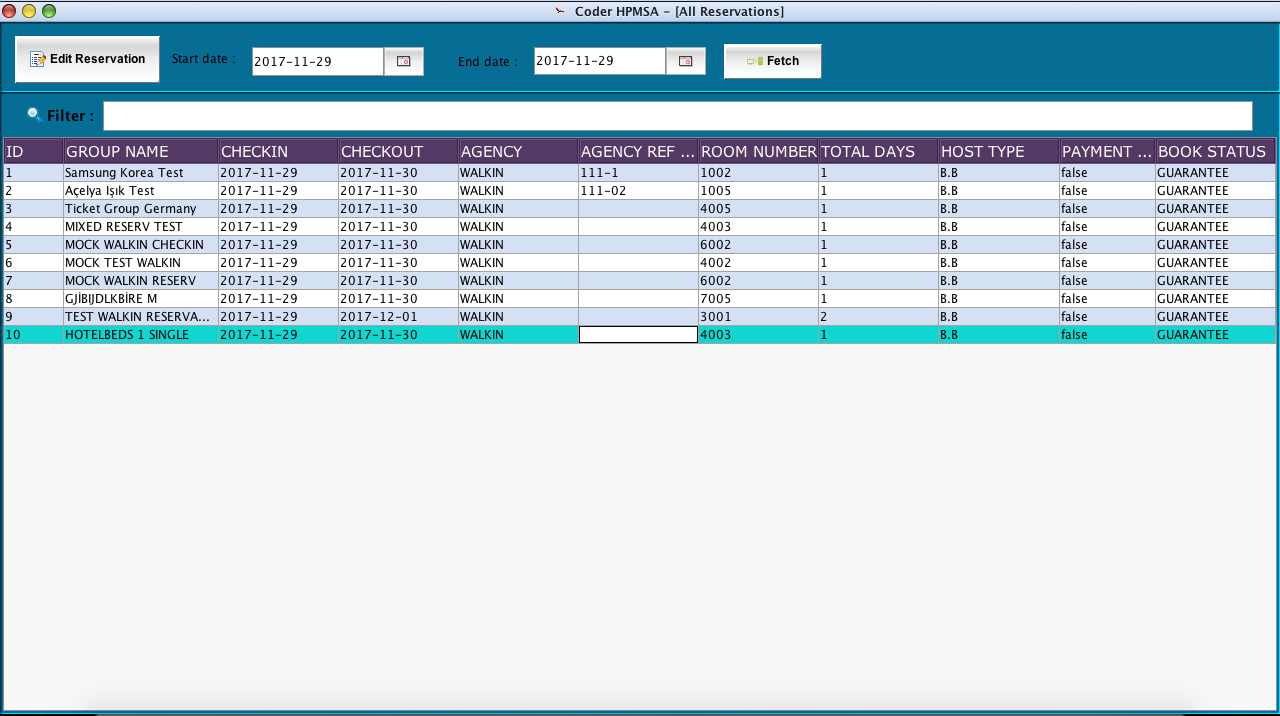 Coder HPMSA - [All Reservations]
Edit Reservation Start date : 2017-11-29 End date : 2017-11-29 Fetch
Filter :
ID GROUP NAME CHECKIN CHECKOUT AGENCY AGENCY REF ... ROOM NUMBER TOTAL DAYS HOST TYPE PAYMENT ... BOOK STATUS
1 Samsung Korea Test 2017-11-29 2017-11-30 WALKIN 111-1 1002 1 B.B false GUARANTEE
2 Açelya Işık Test 2017-11-29 2017-11-30 WALKIN 111-02 1005 1 B.B false GUARANTEE
3 Ticket Group Germany 2017-11-29 2017-11-30 WALKIN 4005 1 B.B false GUARANTEE
4 MIXED RESERV TEST 2017-11-29 2017-11-30 WALKIN 4003 1 B.B false GUARANTEE
5 MOCK WALKIN CHECKIN 2017-11-29 2017-11-30 WALKIN 6002 1 B.B false GUARANTEE
6 MOCK TEST WALKIN 2017-11-29 2017-11-30 WALKIN 4002 1 B.B false GUARANTEE
7 MOCK WALKIN RESERV 2017-11-29 2017-11-30 WALKIN 6002 1 B.B false GUARANTEE
8 GJİBIJDLKBİRE M 2017-11-29 2017-11-30 WALKIN 7005 1 B.B false GUARANTEE
9 TEST WALKIN RESERVA... 2017-11-29 2017-12-01 WALKIN 3001 2 B.B false GUARANTEE
10 HOTELBEDS 1 SINGLE 2017-11-29 2017-11-30 WALKIN 4003 1 B.B false GUARANTEE